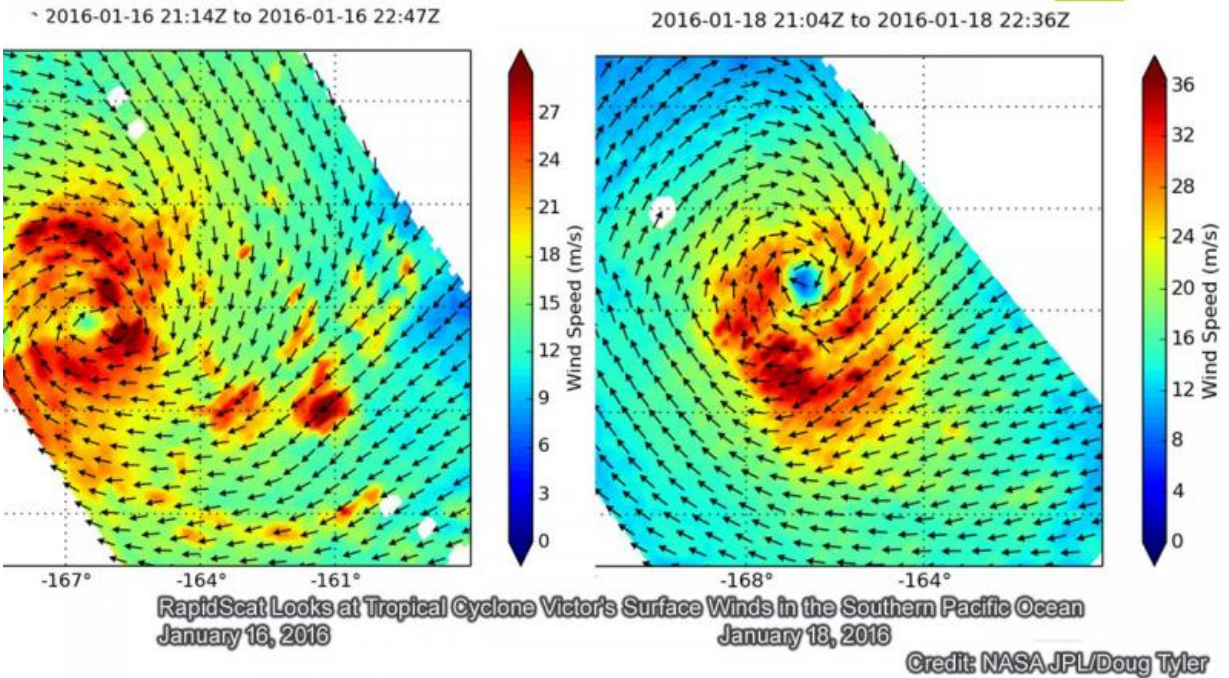 2016-01-16 21:14Z to 2016-01-16 22:47Z
2016-01-18 21:04Z to 2016-01-18 22:36Z
27
24
21
18
15
12
9
6
3
0
Wind Speed (m/s)
36
32
28
24
20
16
12
8
4
0
Wind Speed (m/s)
-167° -164° -161°
-168° -164°
RapidScat Looks at Tropical Cyclone Victor's Surface Winds in the Southern Pacific Ocean
January 16, 2016 January 18, 2016
Credit: NASA JPL/Doug Tyler